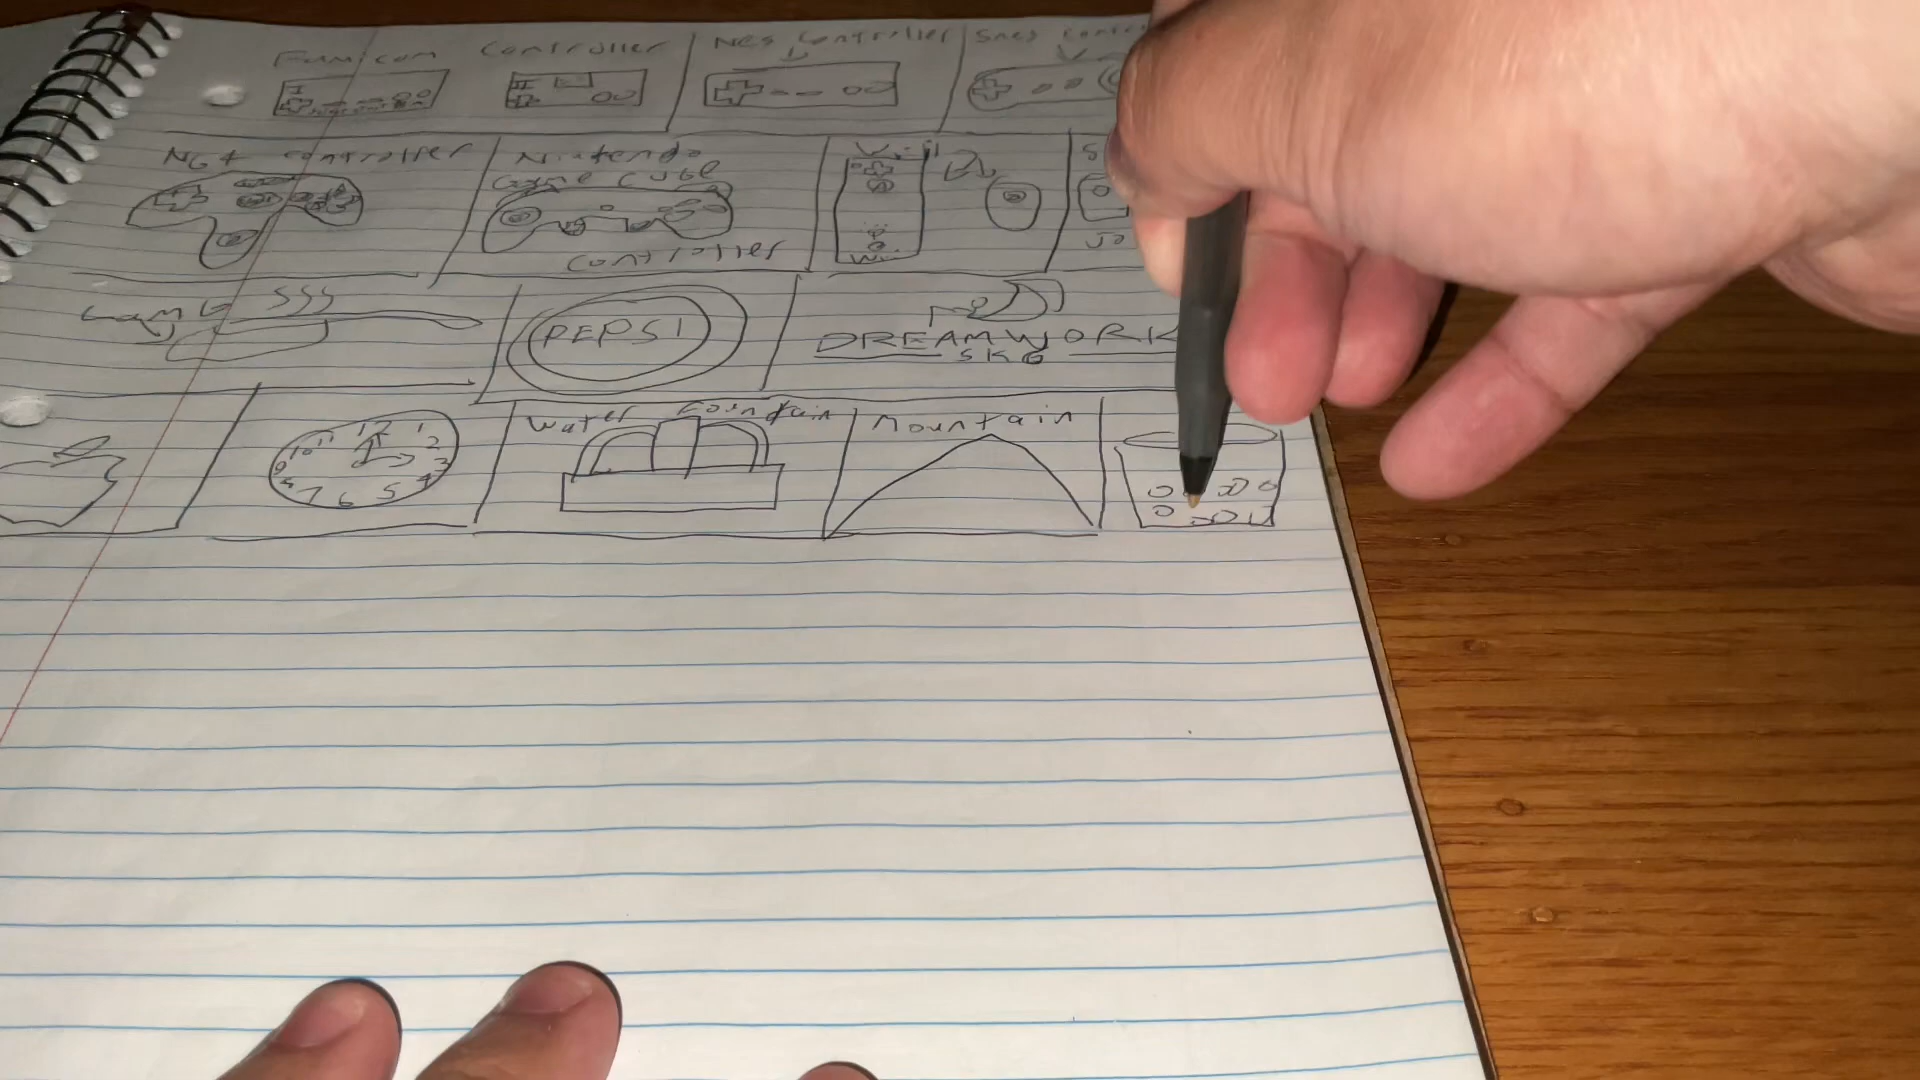 Famicom Controller
Nes Controller
Snes
N64 controller
Nintendo
Game Cube
Controller
Wii
PEPSI
DREAMWORK
SKG
12 1 2 3 4 5 6 7 8 9 10 11
Water Fountain
Mountain